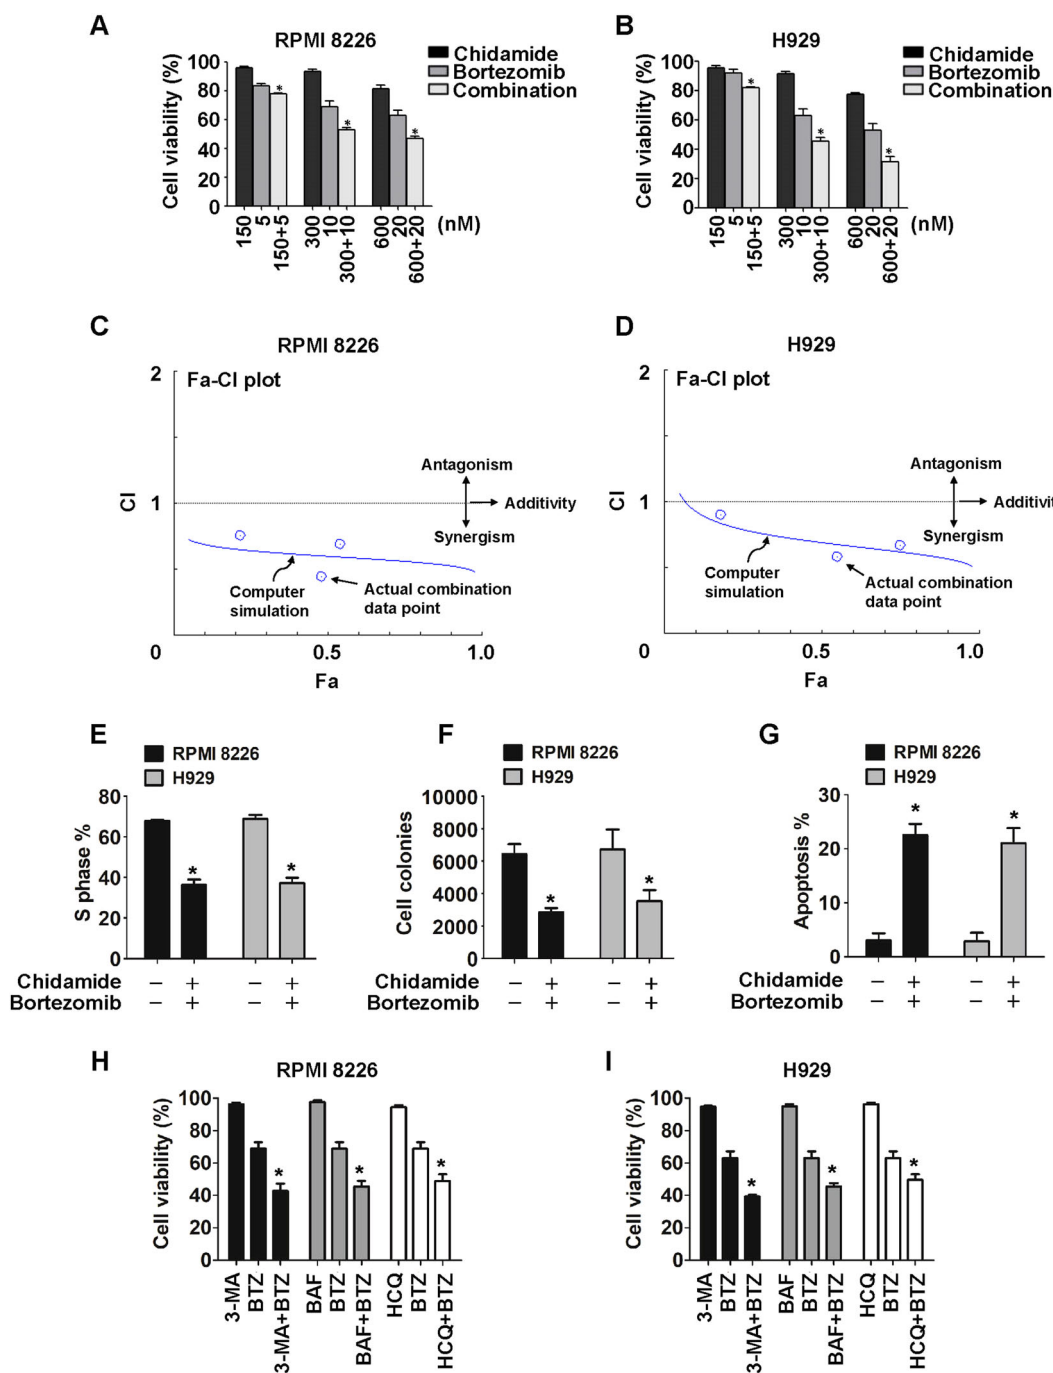 A
RPMI 8226
Chidamide
Bortezomib
Combination
Cell viability (%)
100
80
60
40
20
0
*
*
*
150
5
150+5
300
10
300+10
600
20
600+20
(nM)
B
H929
Chidamide
Bortezomib
Combination
Cell viability (%)
100
80
60
40
20
0
*
*
*
150
5
150+5
300
10
300+10
600
20
600+20
(nM)
C
RPMI 8226
Fa-CI plot
2
1
0
CI
Antagonism
Additivity
Synergism
Computer
simulation
Actual combination
data point
0.5
1.0
Fa
D
H929
Fa-CI plot
2
1
0
CI
Antagonism
Additivit
Synergism
Computer
simulation
Actual combination
data point
0.5
1.0
Fa
E
RPMI 8226
H929
S phase %
80
60
40
20
0
*
*
Chidamide − + − +
Bortezomib − + − +
F
RPMI 8226
H929
Cell colonies
10000
8000
6000
4000
2000
0
*
*
Chidamide − + − +
Bortezomib − + − +
G
RPMI 8226
H929
Apoptosis %
30
20
10
0
*
*
Chidamide − + − +
Bortezomib − + − +
H
RPMI 8226
Cell viability (%)
100
80
60
40
20
0
*
*
*
3-MA
BTZ
3-MA+BTZ
BAF
BTZ
BAF+BTZ
HCQ
BTZ
HCQ+BTZ
I
H929
Cell viability (%)
100
80
60
40
20
0
*
*
*
3-MA
BTZ
3-MA+BTZ
BAF
BTZ
BAF+BTZ
HCQ
BTZ
HCQ+BTZ